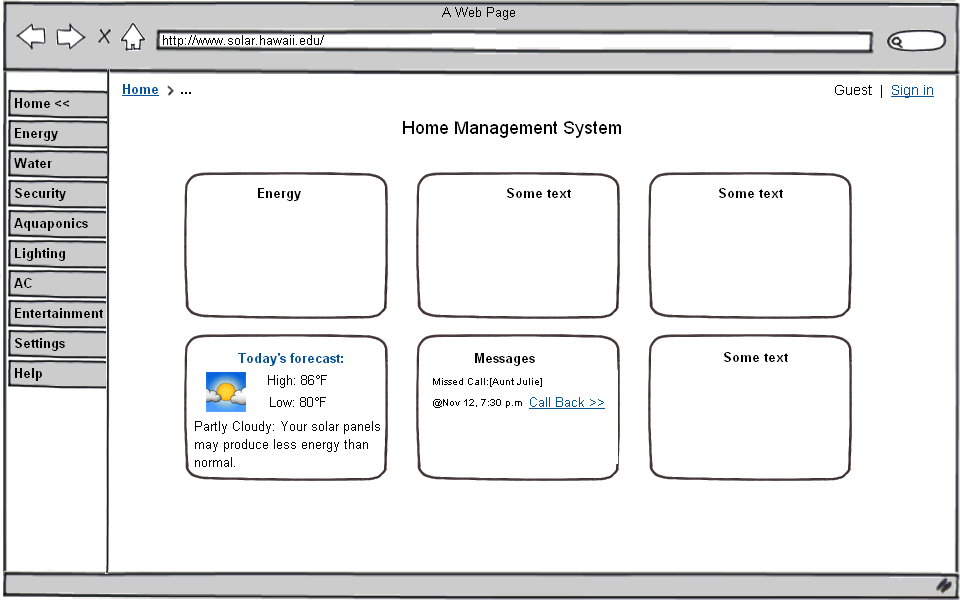 A Web Page
http://www.solar.hawaii.edu/
Home > ...
Guest | Sign in
Home <<
Energy
Water
Security
Aquaponics
Lighting
AC
Entertainment
Settings
Help
Home Management System
Energy
Some text
Some text
Today's forecast:
High: 86°F
Low: 80°F
Partly Cloudy: Your solar panels
may produce less energy than
normal.
Messages
Missed Call:[Aunt Julie]
@Nov 12, 7:30 p.m Call Back >>
Some text